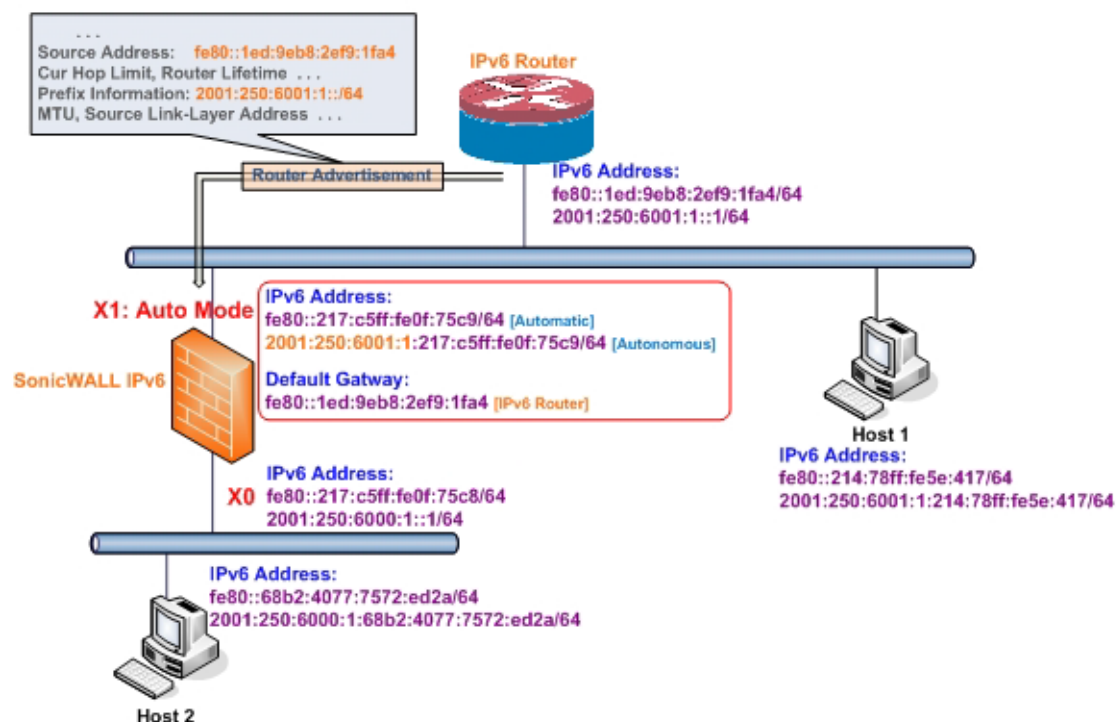 . . .
Source Address: fe80::1ed:9eb8:2ef9:1fa4
Cur Hop Limit, Router Lifetime . . .
Prefix Information: 2001:250:6001:1::/64
MTU, Source Link-Layer Address . . .
IPv6 Router
Router Advertisement
IPv6 Address:
fe80::1ed:9eb8:2ef9:1fa4/64
2001:250:6001:1::1/64
X1: Auto Mode
IPv6 Address:
fe80::217:c5ff:fe0f:75c9/64 [Automatic]
2001:250:6001:1:217:c5ff:fe0f:75c9/64 [Autonomous]
Default Gatway:
fe80::1ed:9eb8:2ef9:1fa4 [IPv6 Router]
SonicWALL IPv6
Host 1
IPv6 Address:
fe80::214:78ff:fe5e:417/64
2001:250:6001:1:214:78ff:fe5e:417/64
X0
IPv6 Address:
fe80::217:c5ff:fe0f:75c8/64
2001:250:6000:1::1/64
IPv6 Address:
fe80::68b2:4077:7572:ed2a/64
2001:250:6000:1:68b2:4077:7572:ed2a/64
Host 2